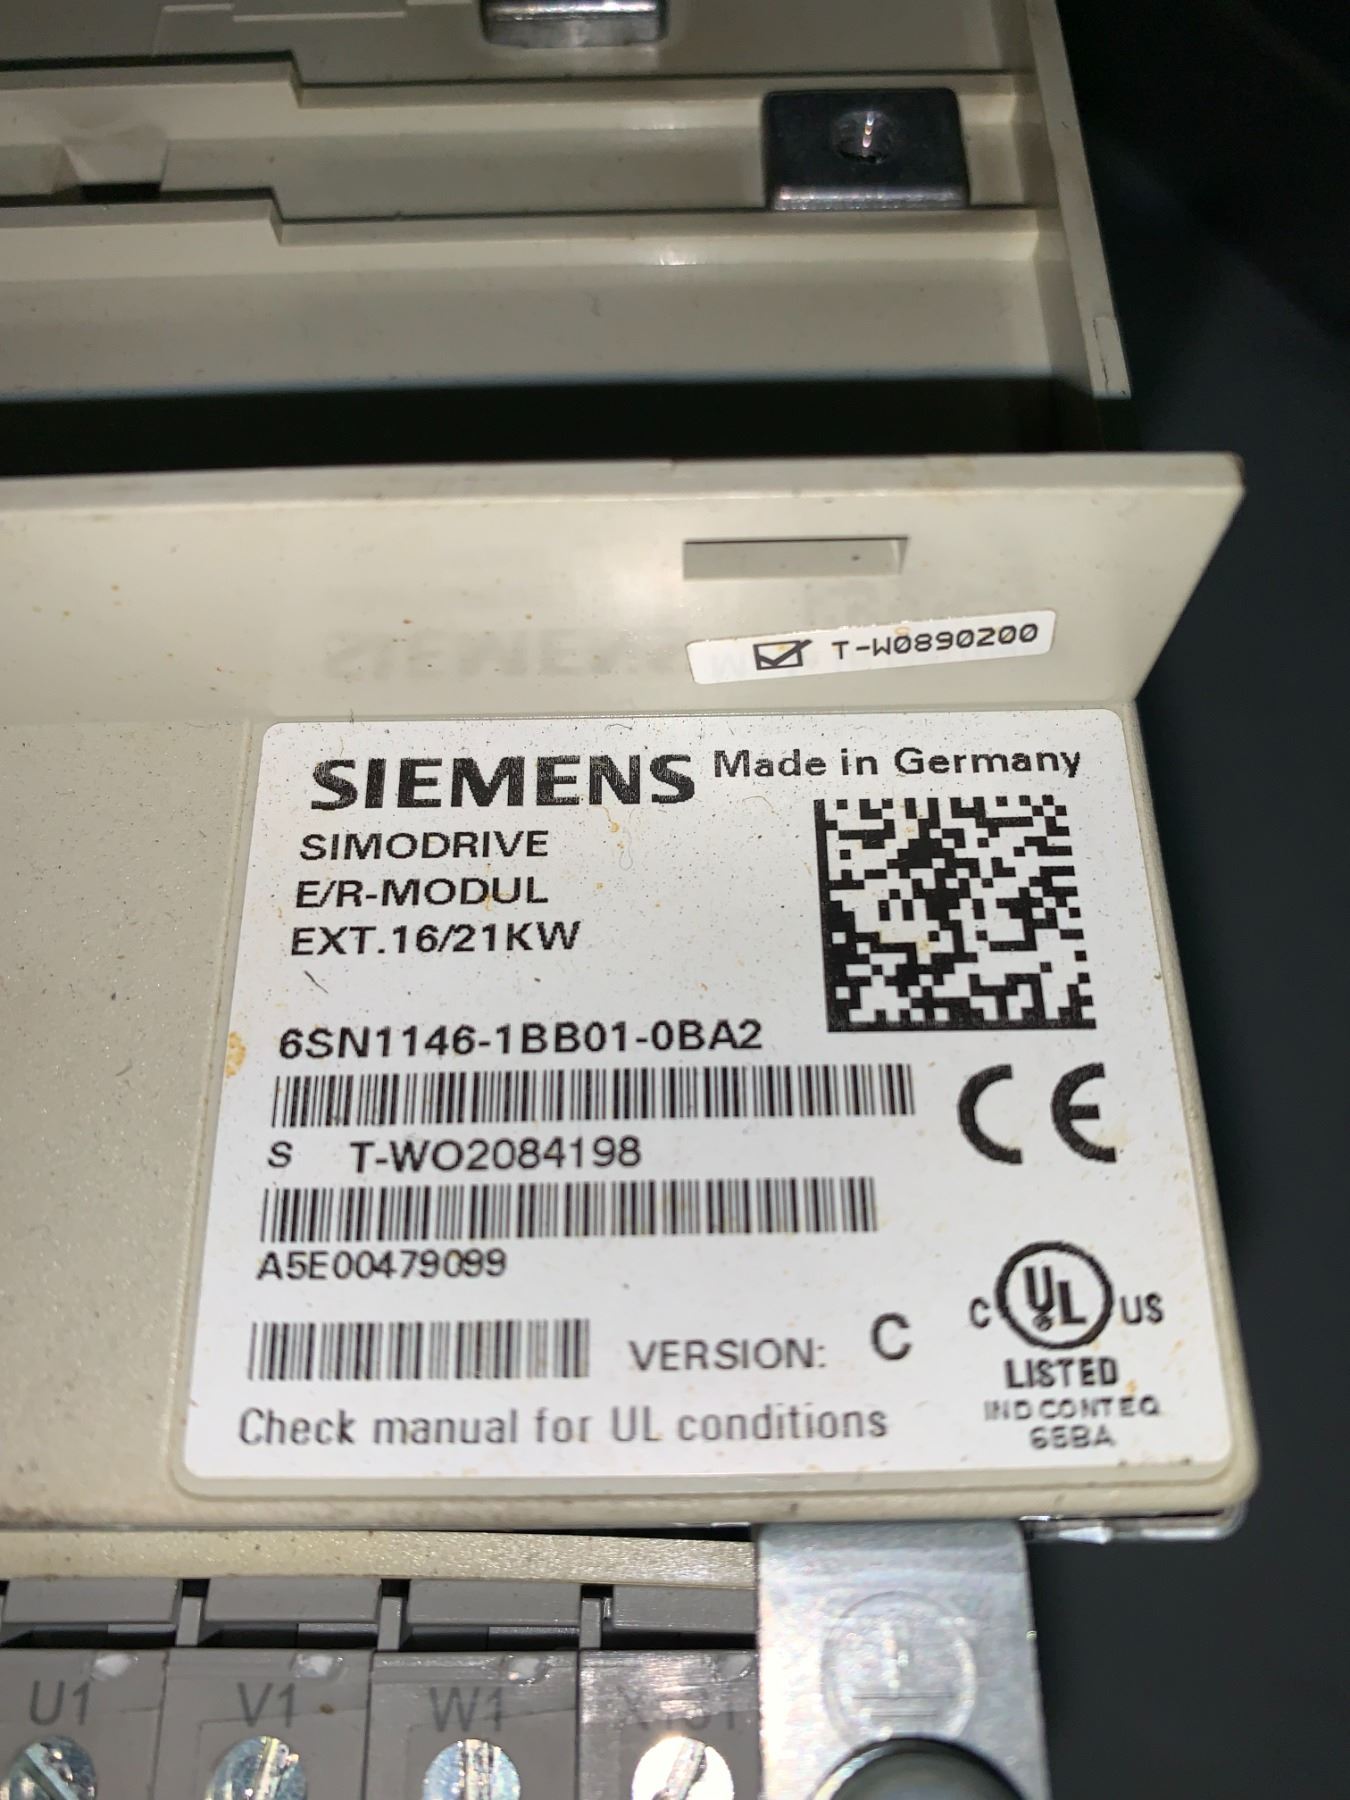 T-W0890200
SIEMENS Made in Germany
SIMODRIVE
E/R-MODUL
EXT.16/21KW
6SN1146-1BB01-0BA2
CE
S T-WO2084198
A5E00479099
C UL US
VERSION: C
LISTED
IND CONT EQ
Check manual for UL conditions
U1 V1 W1